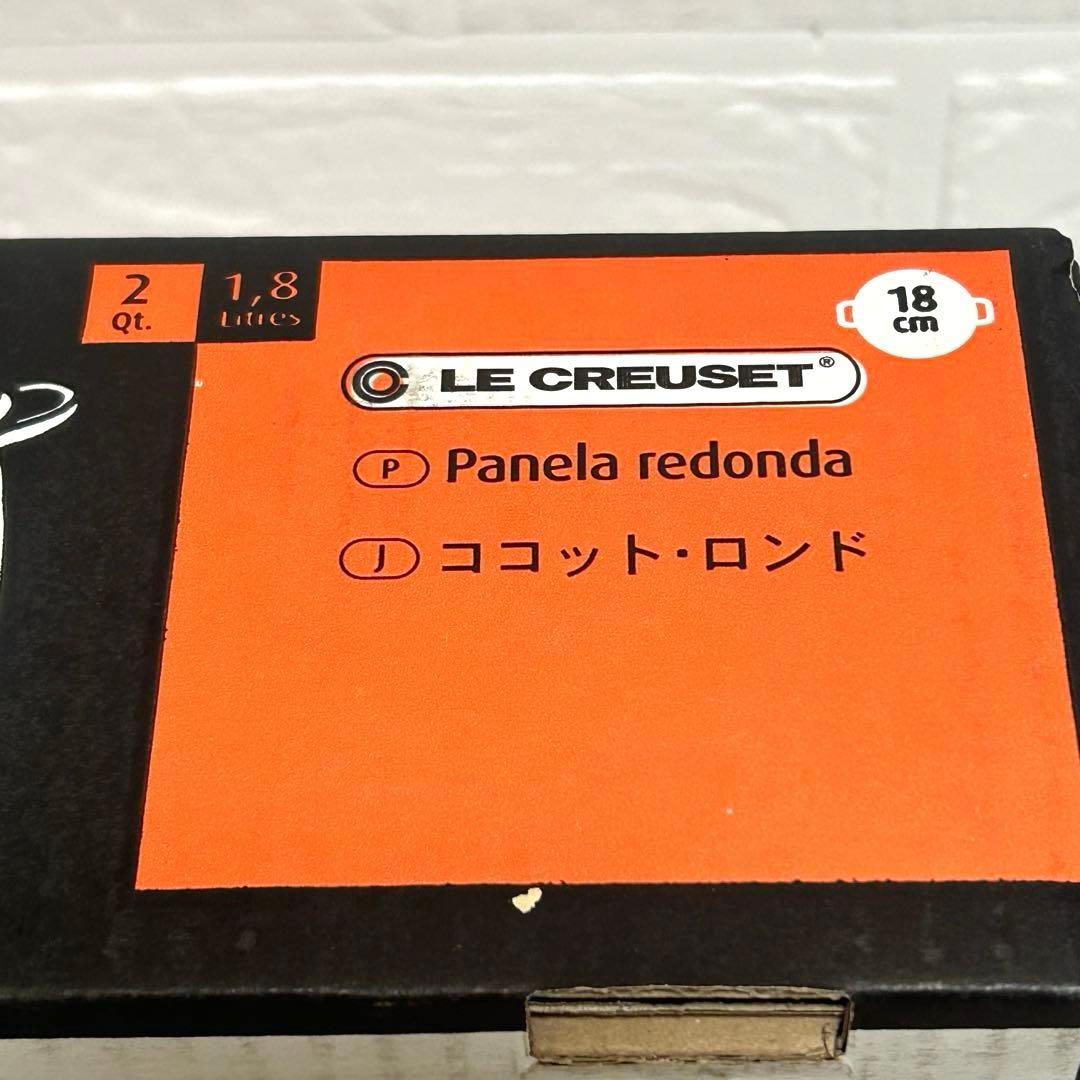 2
Qt.
1,8
Litres
18
cm
LE CREUSET®
P Panela redonda
J ココット・ロンド